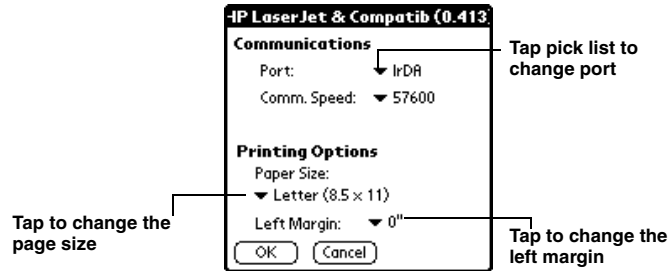 HP LaserJet & Compatib (0.413
Communications
Port: IrDA
Comm. Speed: 57600
Tap pick list to
change port
Printing Options
Paper Size:
Letter (8.5 x 11)
Left Margin: 0"
OK Cancel
Tap to change the
page size
Tap to change the
left margin